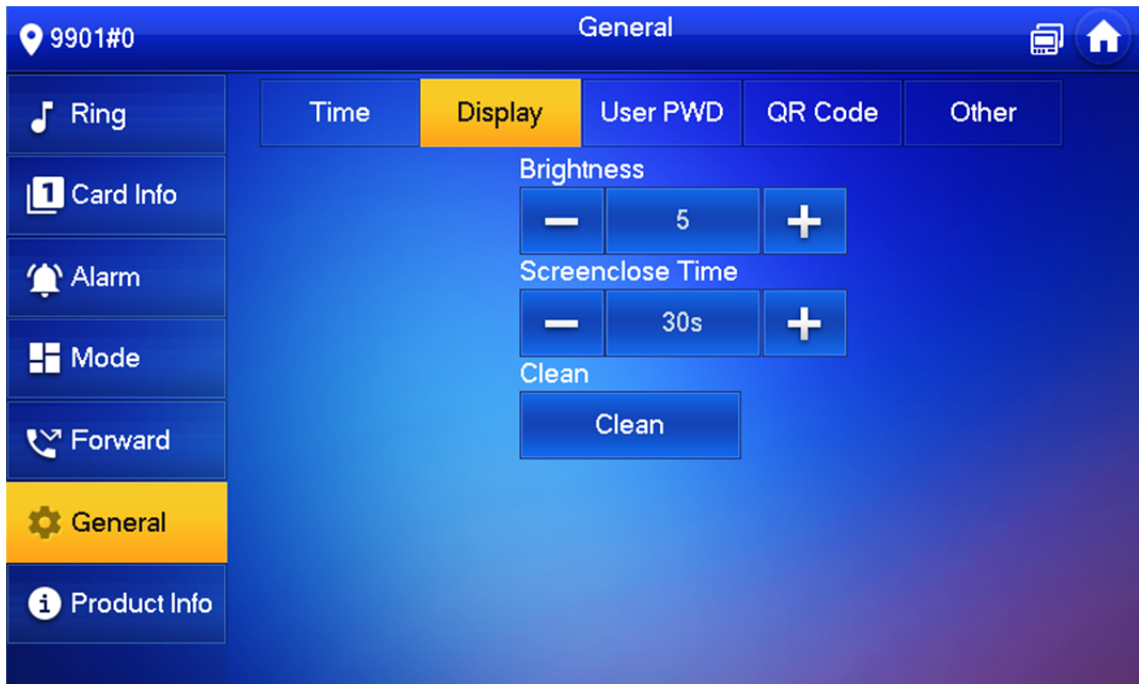 9901#0
General
Ring
Card Info
Alarm
Mode
Forward
General
Product Info
Time Display User PWD QR Code Other
Brightness
5
Screenclose Time
30s
Clean
Clean